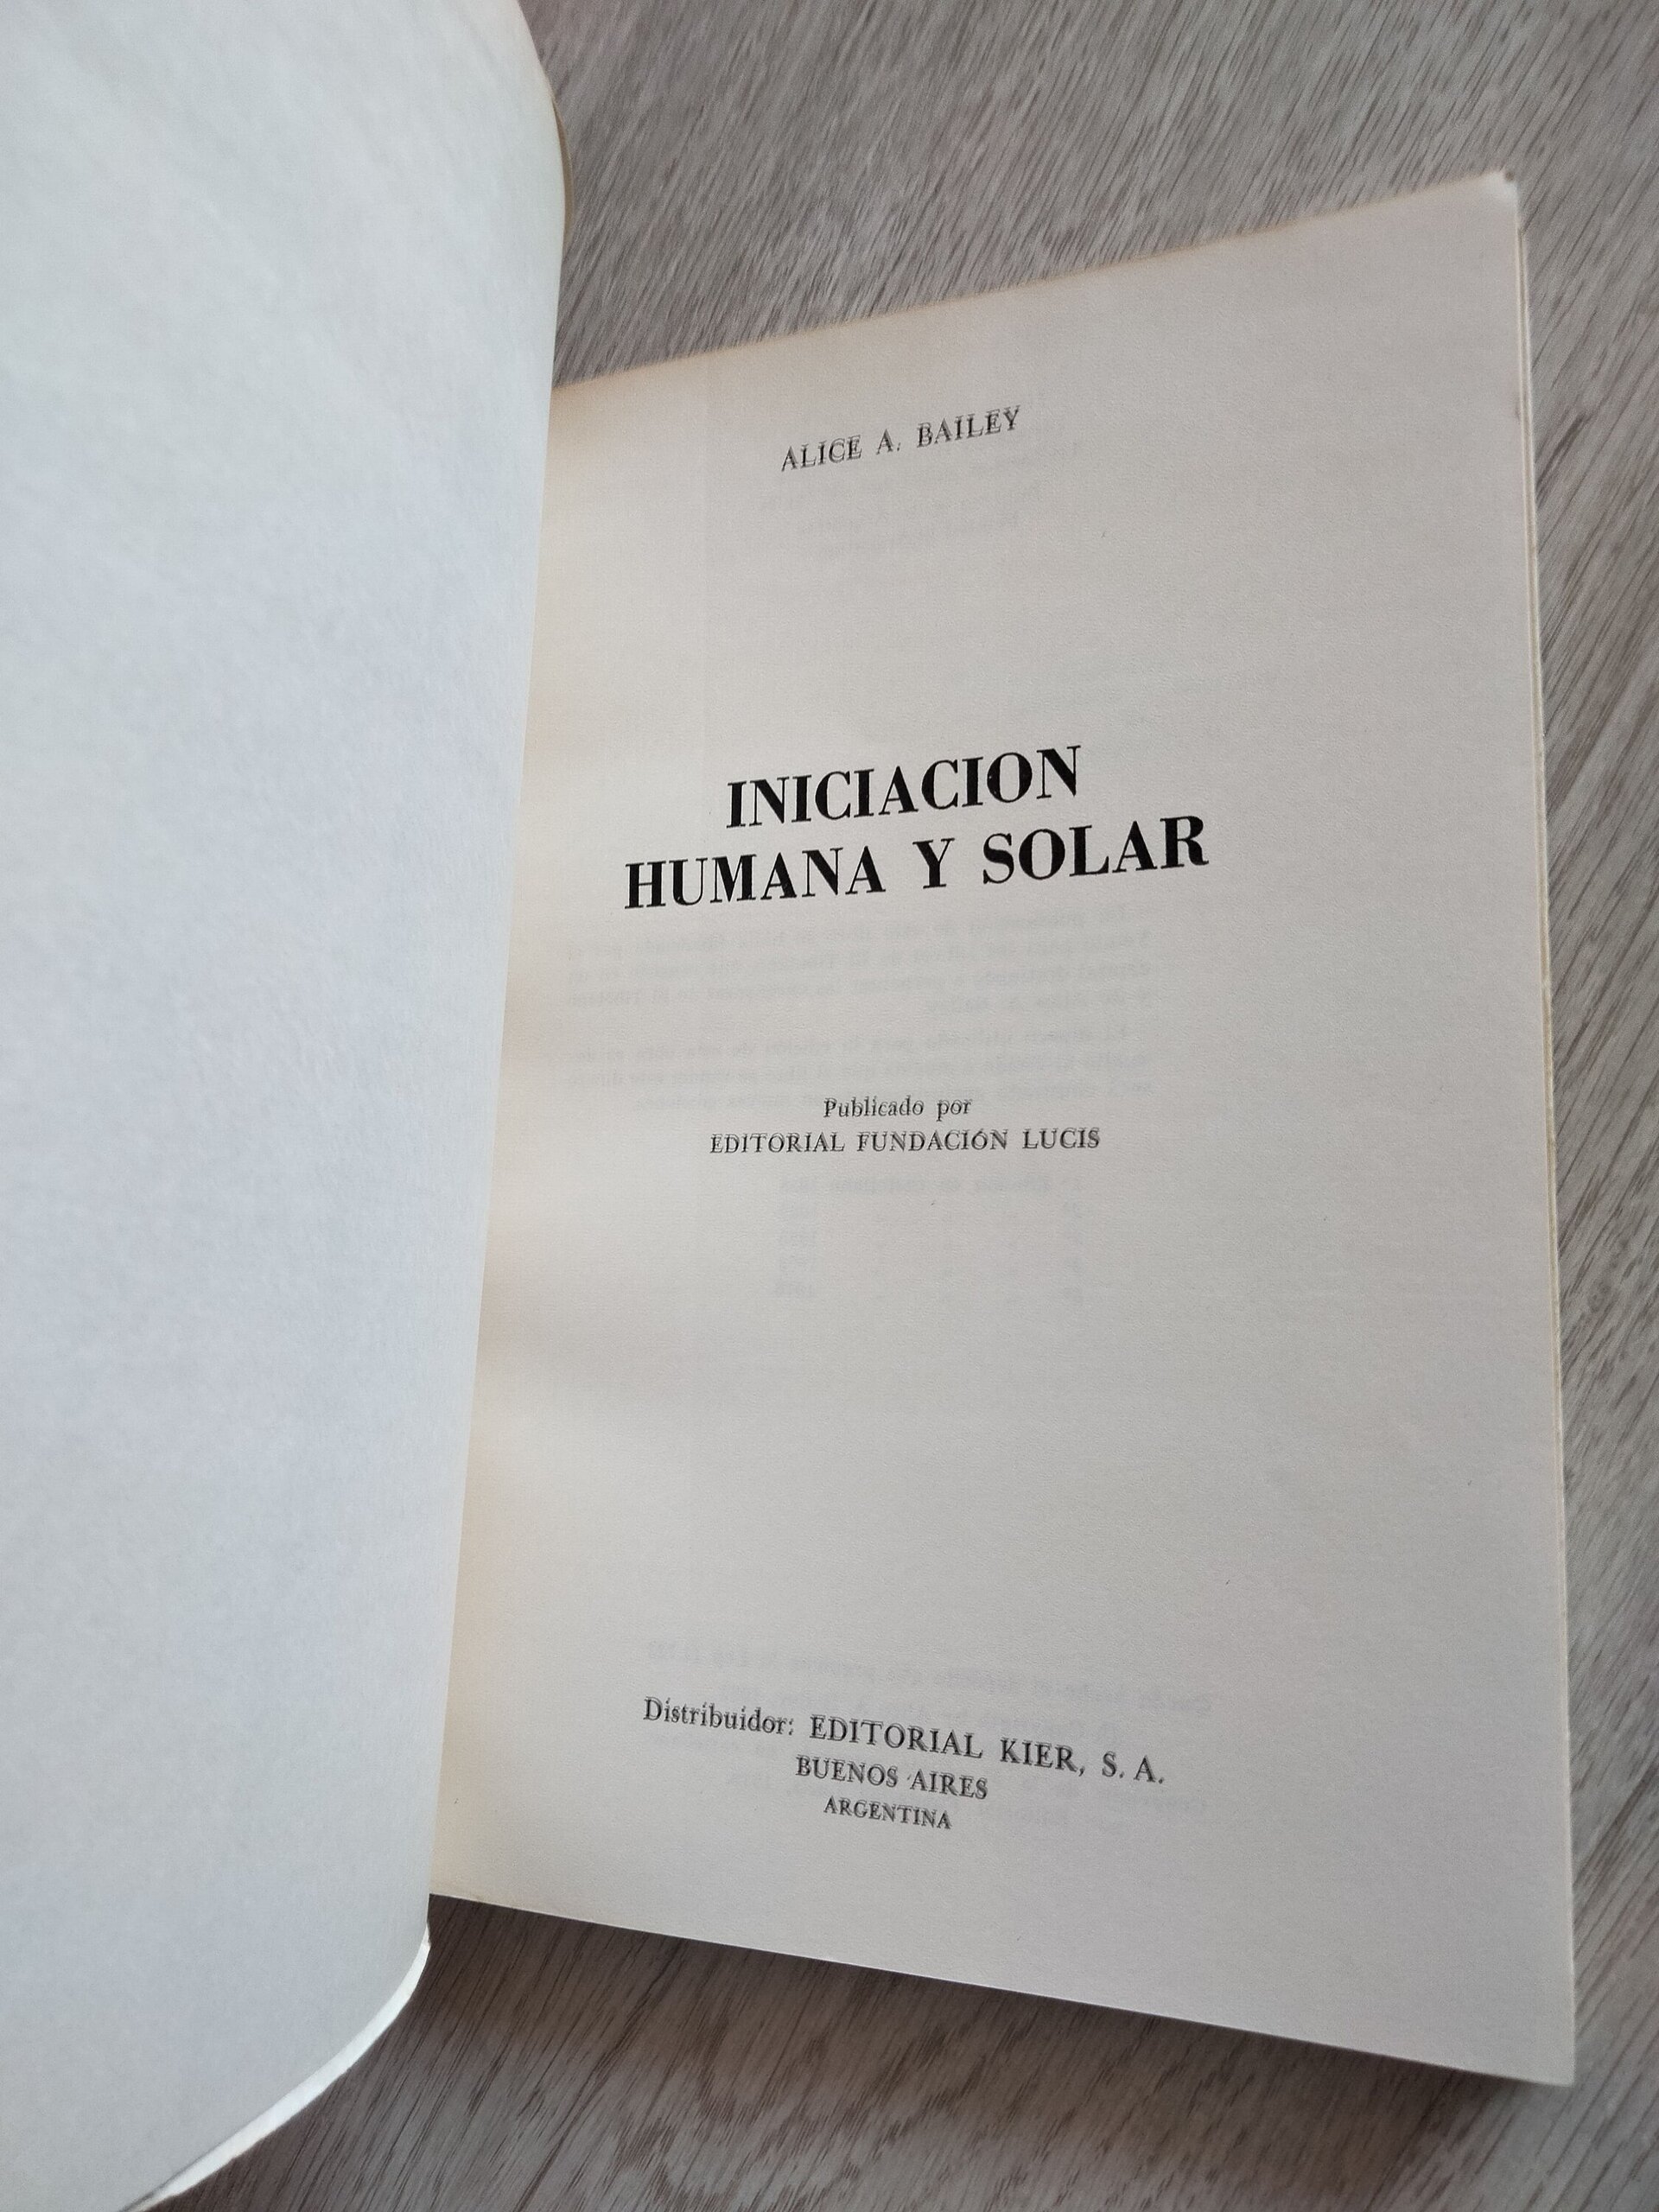 ALICE A. BAILEY
INICIACION
HUMANA Y SOLAR
Publicado por
EDITORIAL FUNDACIÓN LUCIS
Distribuidor: EDITORIAL KIER, S. A.
BUENOS AIRES
ARGENTINA